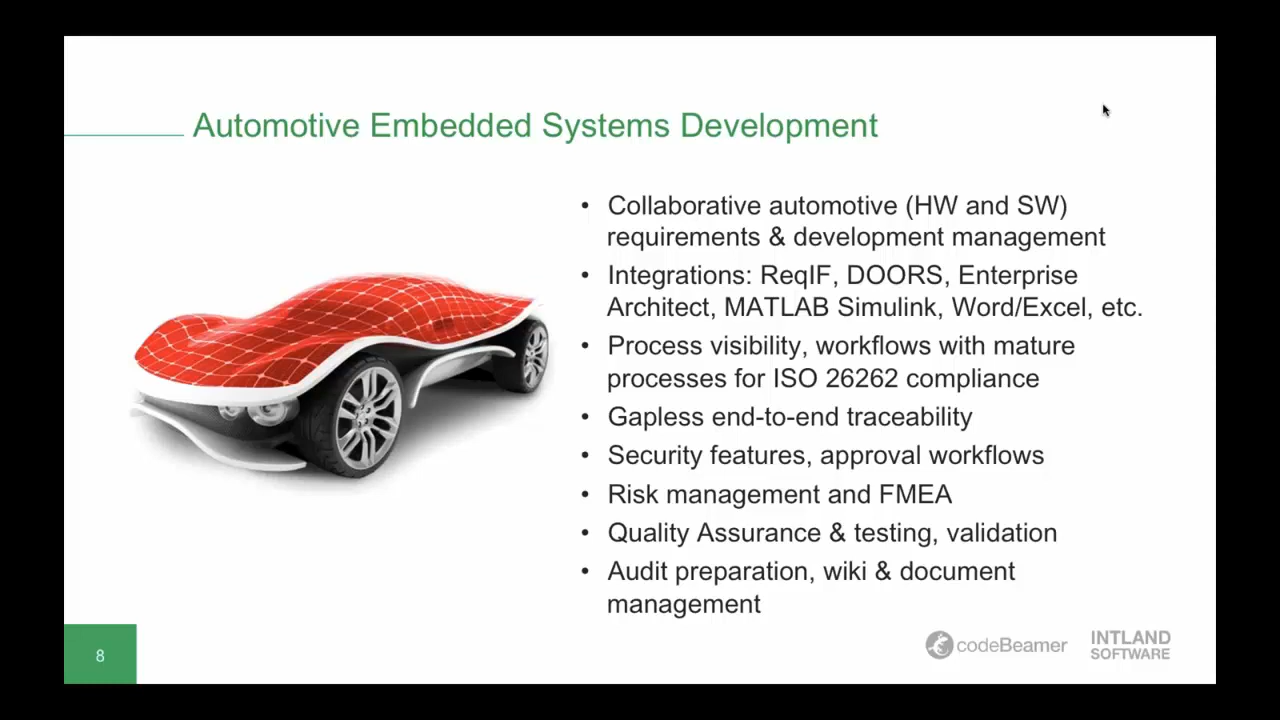 Automotive Embedded Systems Development
• Collaborative automotive (HW and SW)
requirements & development management
• Integrations: ReqIF, DOORS, Enterprise
Architect, MATLAB Simulink, Word/Excel, etc.
• Process visibility, workflows with mature
processes for ISO 26262 compliance
• Gapless end-to-end traceability
• Security features, approval workflows
• Risk management and FMEA
• Quality Assurance & testing, validation
• Audit preparation, wiki & document
management
8
codeBeamer
INTLAND
SOFTWARE